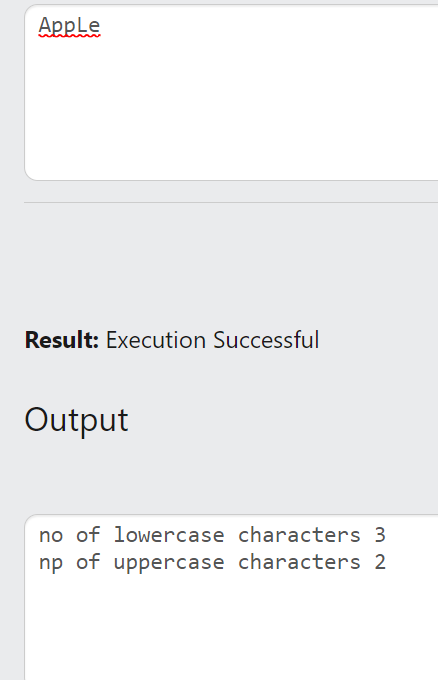 AppLe
Result: Execution Successful
Output
no of lowercase characters 3
np of uppercase characters 2